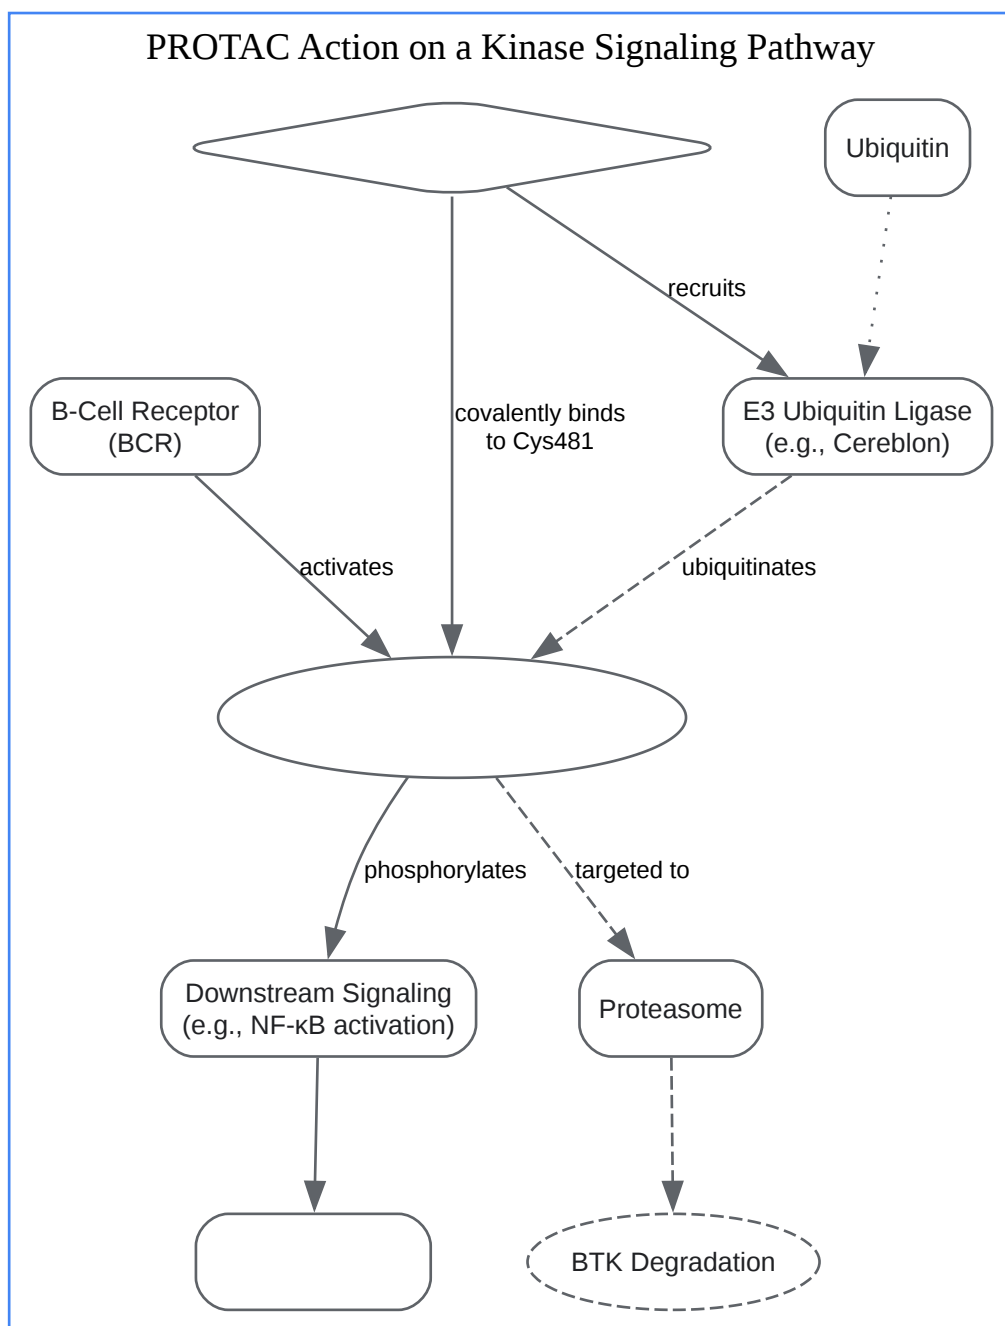 PROTAC Action on a Kinase Signaling Pathway
Ubiquitin
recruits
B-Cell Receptor
(BCR)
covalently binds
to Cys481
E3 Ubiquitin Ligase
(e.g., Cereblon)
activates
ubiquitinates
phosphorylates
targeted to
Downstream Signaling
(e.g., NF-κB activation)
Proteasome
BTK Degradation